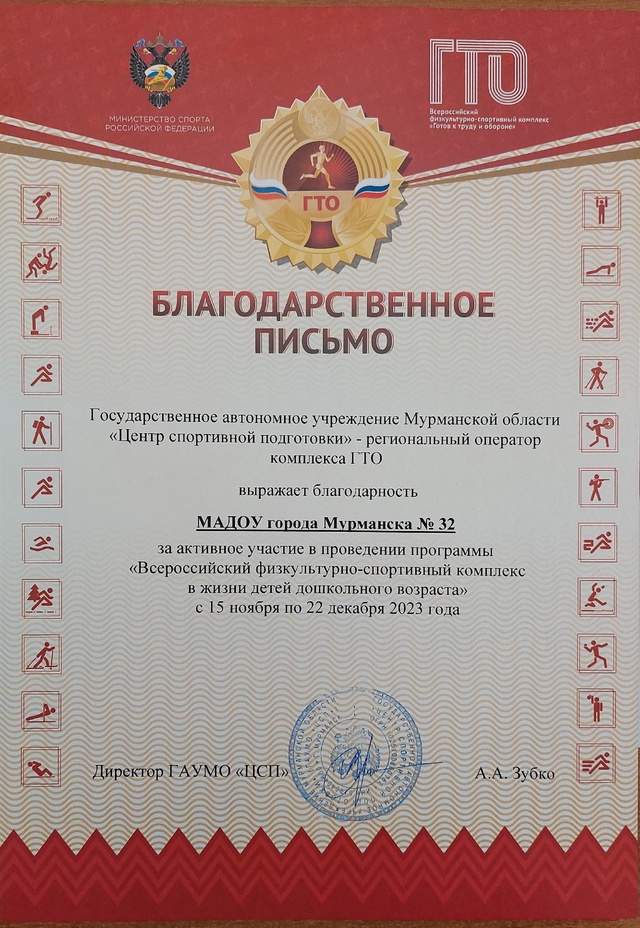 МИНИСТЕРСТВО СПОРТА
РОССИЙСКОЙ ФЕДЕРАЦИИ
ГТО
Всероссийский
физкультурно-спортивный комплекс
«Готов к труду и обороне»
ГТО
БЛАГОДАРСТВЕННОЕ
ПИСЬМО
Государственное автономное учреждение Мурманской области
«Центр спортивной подготовки» - региональный оператор
комплекса ГТО
выражает благодарность
МАДОУ города Мурманска № 32
за активное участие в проведении программы
«Всероссийский физкультурно-спортивный комплекс
в жизни детей дошкольного возраста»
с 15 ноября по 22 декабря 2023 года
Директор ГАУМО «ЦСП»
А.А. Зубко